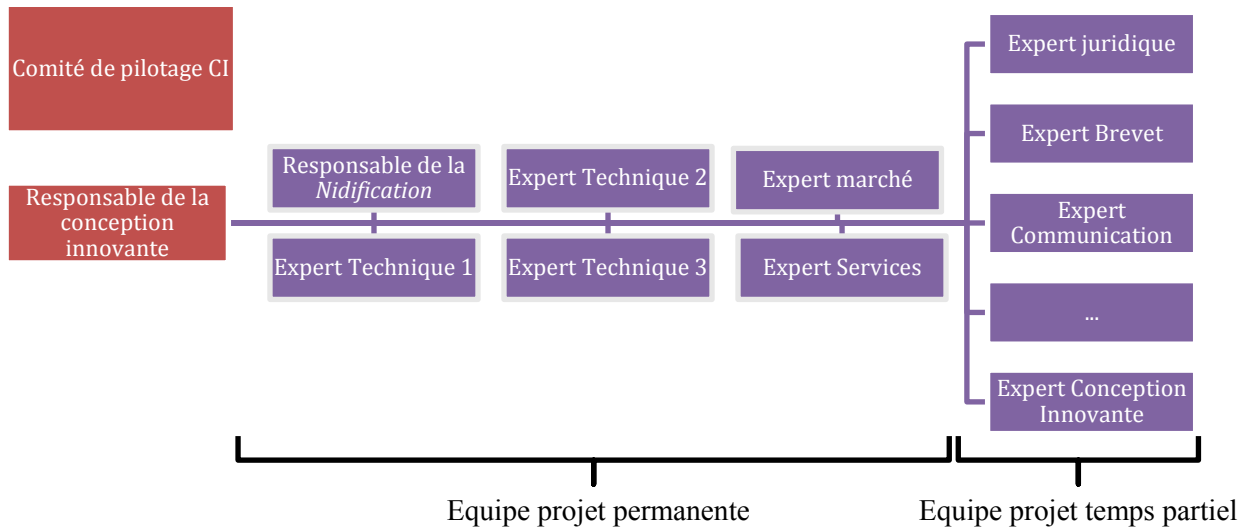 Comité de pilotage CI
Responsable de la
conception
innovante
Responsable de la
Nidification
Expert Technique 2
Expert marché
Expert Technique 1
Expert Technique 3
Expert Services
Expert juridique
Expert Brevet
Expert
Communication
...
Expert Conception
Innovante
Equipe projet permanente
Equipe projet temps partiel